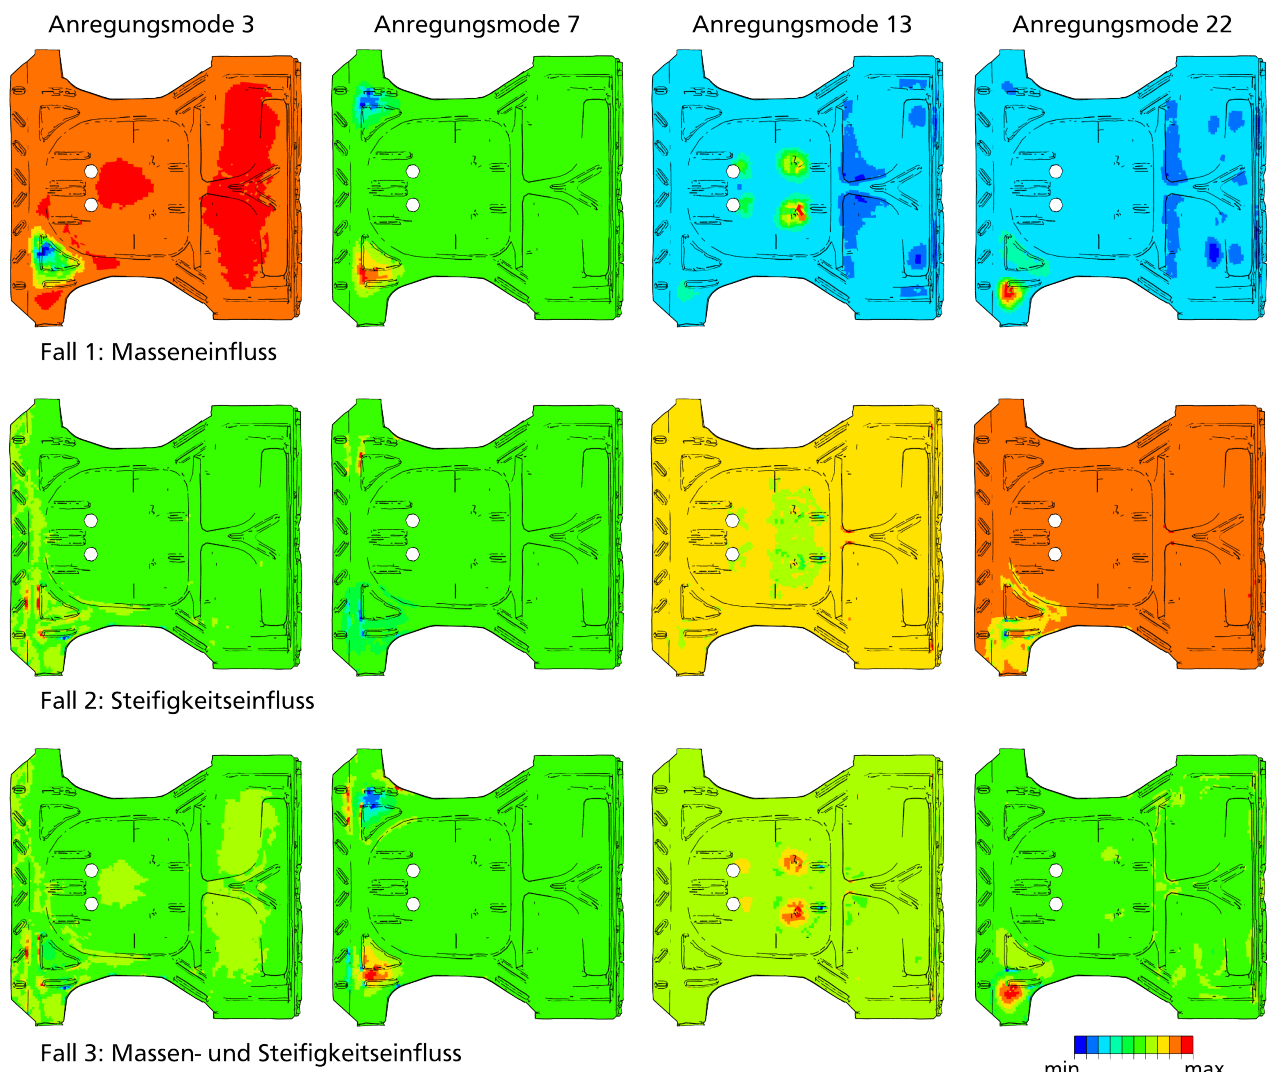 Anregungsmode 3 Anregungsmode 7 Anregungsmode 13 Anregungsmode 22
Fall 1: Masseneinfluss
Fall 2: Steifigkeitseinfluss
Fall 3: Massen- und Steifigkeitseinfluss
min max